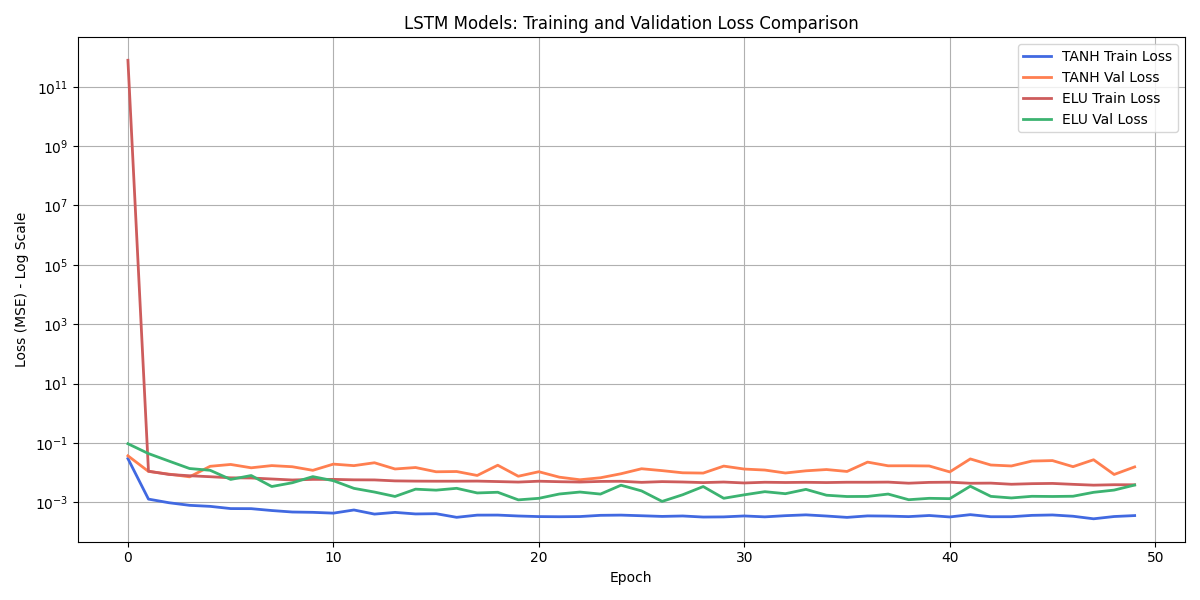 LSTM Models: Training and Validation Loss Comparison
TANH Train Loss
TANH Val Loss
ELU Train Loss
ELU Val Loss
Loss (MSE) - Log Scale
10^11
10^9
10^7
10^5
10^3
10^1
10^−1
10^−3
0 10 20 30 40 50
Epoch